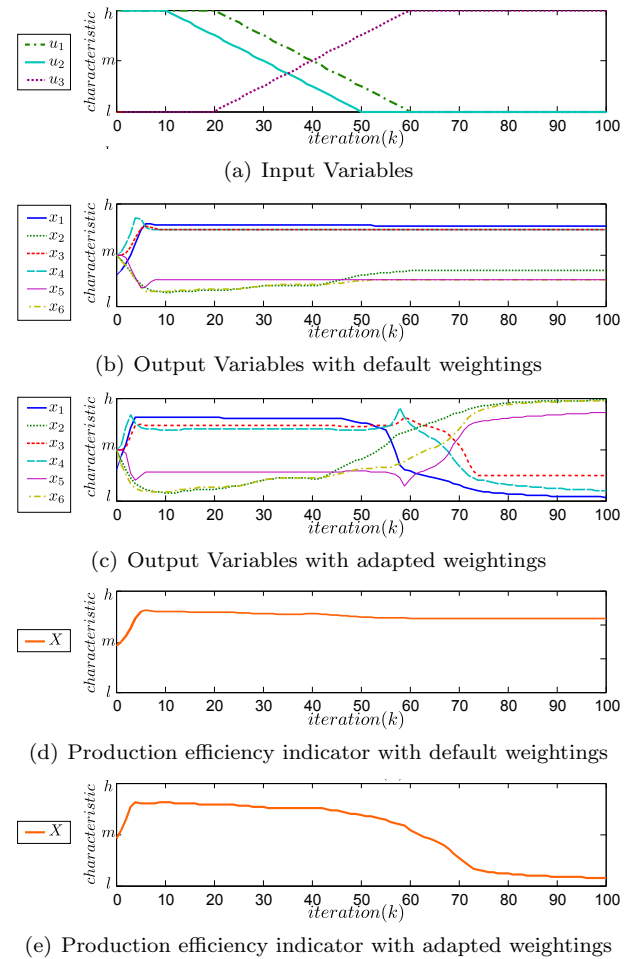 h
m
l
characteristic
u1
u2
u3
0 10 20 30 40 50 60 70 80 90 100
iteration(k)
(a) Input Variables
h
m
l
characteristic
x1
x2
x3
x4
x5
x6
0 10 20 30 40 50 60 70 80 90 100
iteration(k)
(b) Output Variables with default weightings
h
m
l
characteristic
x1
x2
x3
x4
x5
x6
0 10 20 30 40 50 60 70 80 90 100
iteration(k)
(c) Output Variables with adapted weightings
h
m
l
characteristic
X
0 10 20 30 40 50 60 70 80 90 100
iteration(k)
(d) Production efficiency indicator with default weightings
h
m
l
characteristic
X
0 10 20 30 40 50 60 70 80 90 100
iteration(k)
(e) Production efficiency indicator with adapted weightings